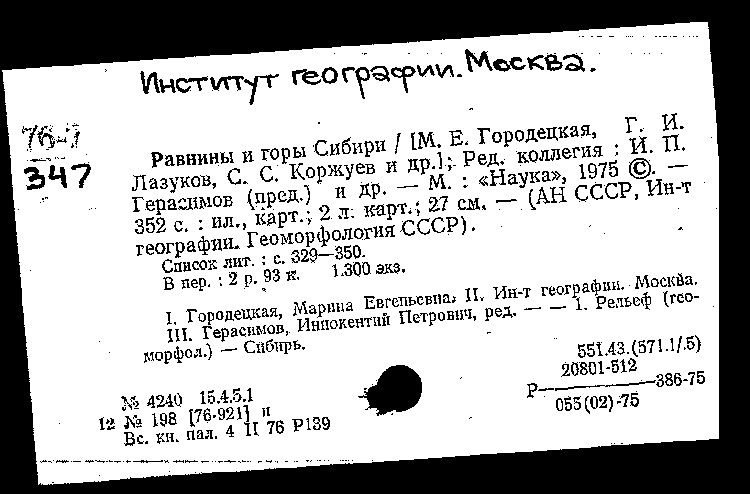 Институт географии. Москва.
76-7
347
Равнины и горы Сибири / [М. Е. Городецкая, Г. И.
Лазуков, С. С. Коржуев и др.]; Ред. коллегия : И. П.
Герасимов (пред.) и др. — М. : «Наука», 1975 ©. —
352 с. : ил., карт.; 2 л. карт.; 27 см. — (АН СССР, Ин-т
географии. Геоморфология СССР).
Список лит. : с. 329—350.
В пер. : 2 р. 93 к. 1.300 экз.
I. Городецкая, Марина Евгеньевна. II. Ин-т географии. Москва.
III. Герасимов, Иннокентий Петрович, ред. — — 1. Рельеф (гео-
морфол.) — Сибирь.
551.43.(571.1/.5)
№ 4240 15.4.5.1
20801-512
12 № 198 [76-921] п
Р———386-75
Вс. кн. пал. 4 II 76 Р139
055(02)-75